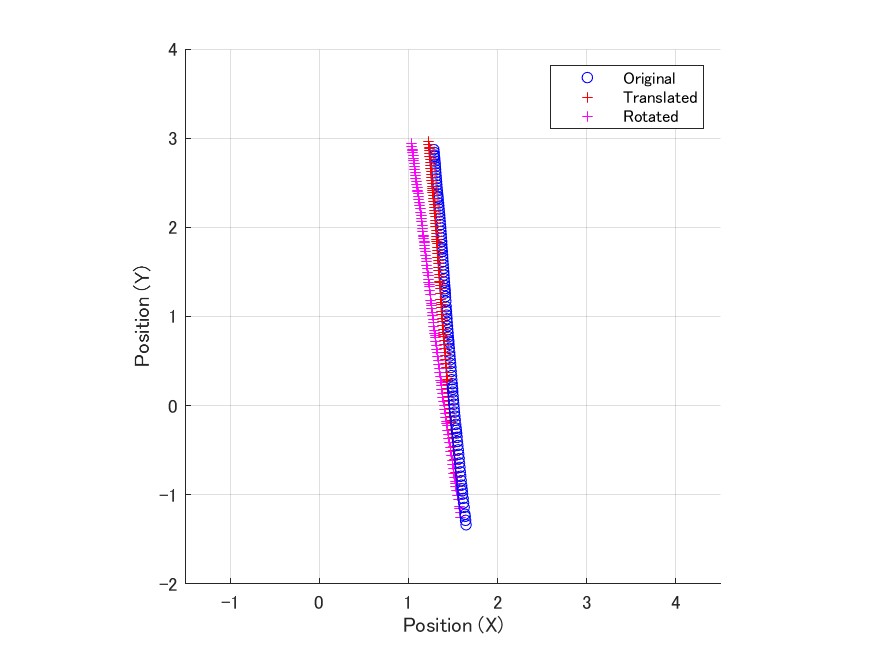 4
3
2
1
0
−1
−2
−1
0
1
2
3
4
Position (X)
Position (Y)
Original
Translated
Rotated